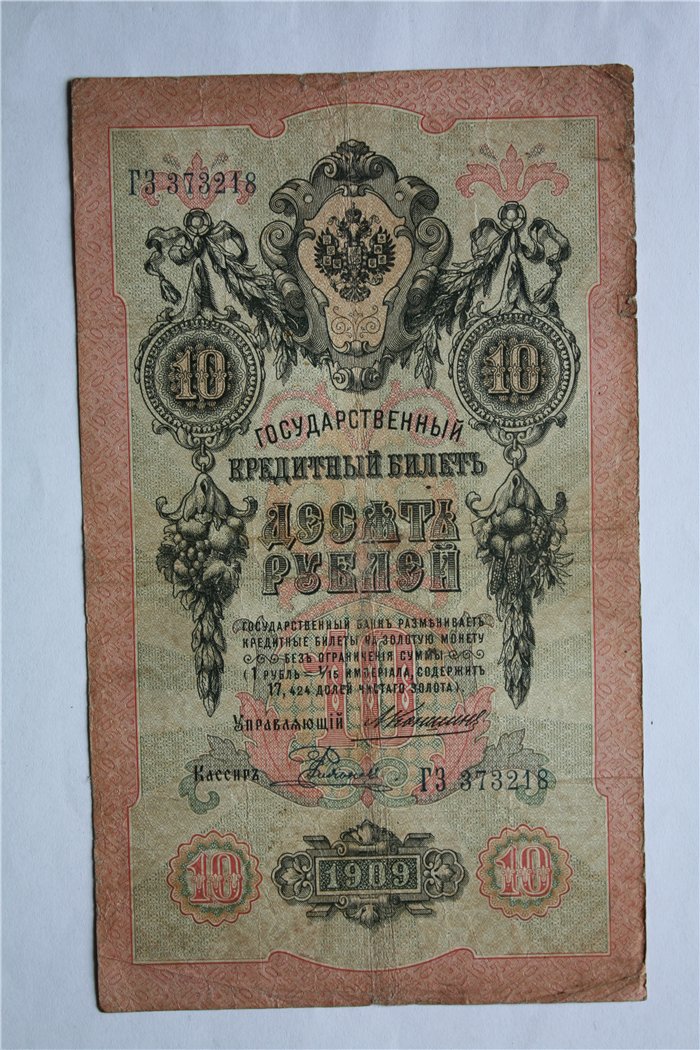 ГЗ 373218
10 10
ГОСУДАРСТВЕННЫЙ
КРЕДИТНЫЙ БИЛЕТЪ
ДЕСЯТЬ
РУБЛЕЙ
ГОСУДАРСТВЕННЫЙ БАНКЪ РАЗМѢНИВАЕТЪ
КРЕДИТНЫЕ БИЛЕТЫ НА ЗОЛОТУЮ МОНЕТУ
БЕЗЪ ОГРАНИЧЕНІЯ СУММЫ
(1 РУБЛЬ = 1/15 ИМПЕРІАЛА, СОДЕРЖИТЪ
17,424 ДОЛЕЙ ЧИСТАГО ЗОЛОТА).
10
Управляющій АКоншинъ
Кассиръ
ГЗ 373218
10 1909 10